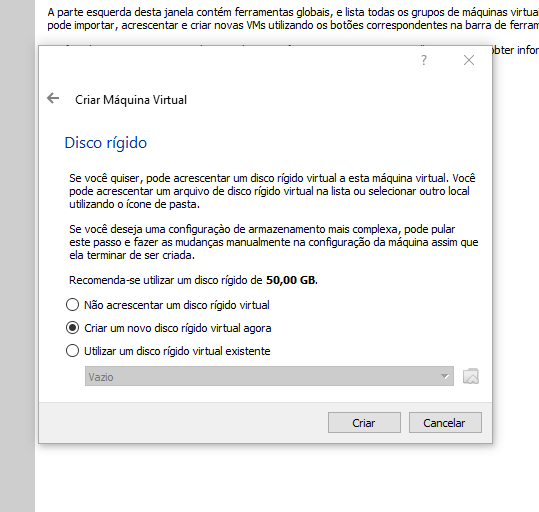 A parte esquerda desta janela contém ferramentas globais, e lista todas os grupos de máquinas virtua
pode importar, acrescentar e criar novas VMs utilizando os botões correspondentes na barra de ferram
obter infor
?
Criar Máquina Virtual
Disco rígido
Se você quiser, pode acrescentar um disco rígido virtual a esta máquina virtual. Você
pode acrescentar um arquivo de disco rígido virtual na lista ou selecionar outro local
utilizando o ícone de pasta.
Se você deseja uma configuração de armazenamento mais complexa, pode pular
este passo e fazer as mudanças manualmente na configuração da máquina assim que
ela terminar de ser criada.
Recomenda-se utilizar um disco rígido de 50,00 GB.
Não acrescentar um disco rígido virtual
Criar um novo disco rígido virtual agora
Utilizar um disco rígido virtual existente
Vazio
Criar
Cancelar